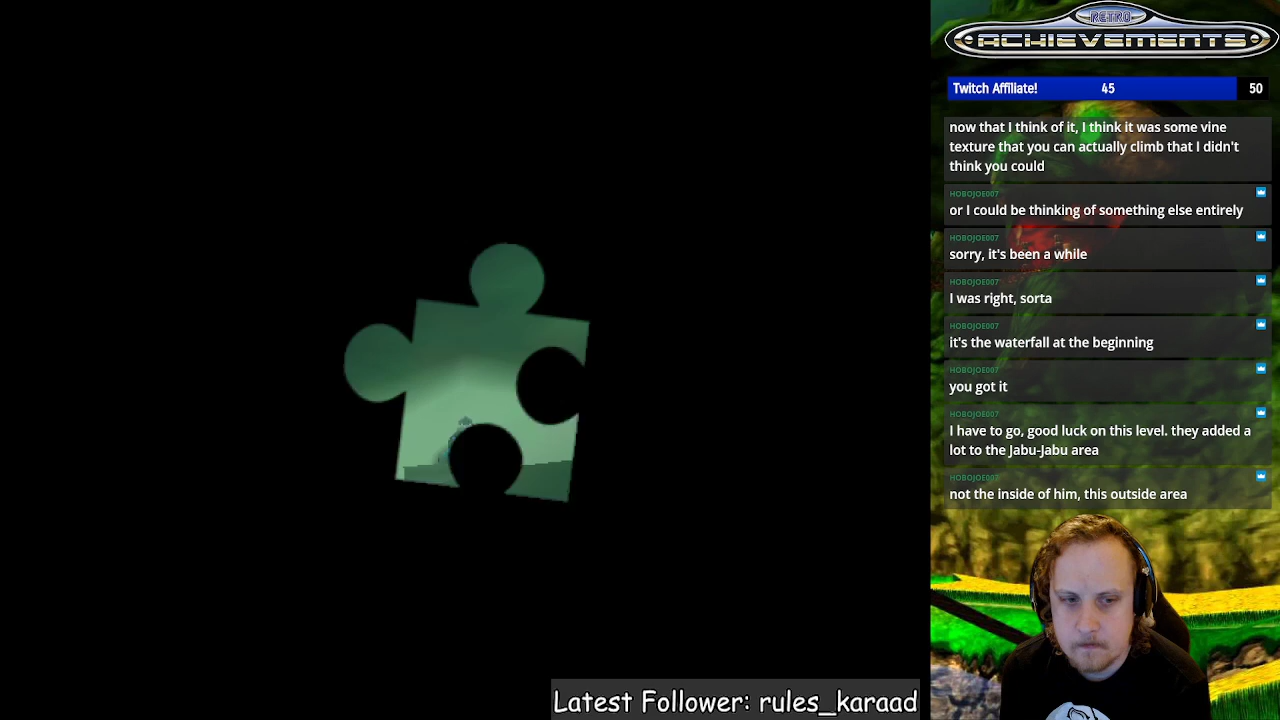 RETRO
ACHIEVEMENTS
Twitch Affiliate! 45 50
now that I think of it, I think it was some vine
texture that you can actually climb that I didn't
think you could
HOBOJOE007
or I could be thinking of something else entirely
HOBOJOE007
sorry, it's been a while
HOBOJOE007
I was right, sorta
HOBOJOE007
it's the waterfall at the beginning
HOBOJOE007
you got it
HOBOJOE007
I have to go, good luck on this level. they added a
lot to the Jabu-Jabu area
HOBOJOE007
not the inside of him, this outside area
Latest Follower: rules_karaad